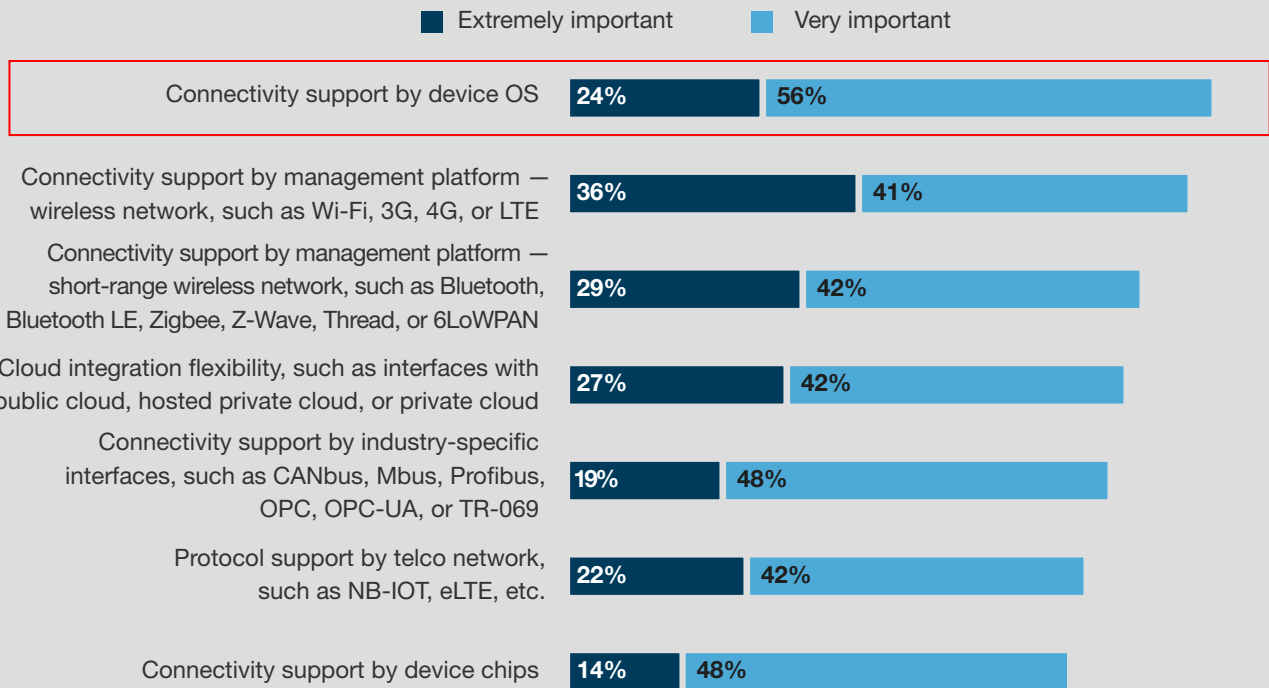 Extremely important Very important
Connectivity support by device OS 24% 56%
Connectivity support by management platform —
wireless network, such as Wi-Fi, 3G, 4G, or LTE
36% 41%
Connectivity support by management platform —
short-range wireless network, such as Bluetooth,
Bluetooth LE, Zigbee, Z-Wave, Thread, or 6LoWPAN
29% 42%
Cloud integration flexibility, such as interfaces with
public cloud, hosted private cloud, or private cloud
27% 42%
Connectivity support by industry-specific
interfaces, such as CANbus, Mbus, Profibus,
OPC, OPC-UA, or TR-069
19% 48%
Protocol support by telco network,
such as NB-IOT, eLTE, etc.
22% 42%
Connectivity support by device chips 14% 48%